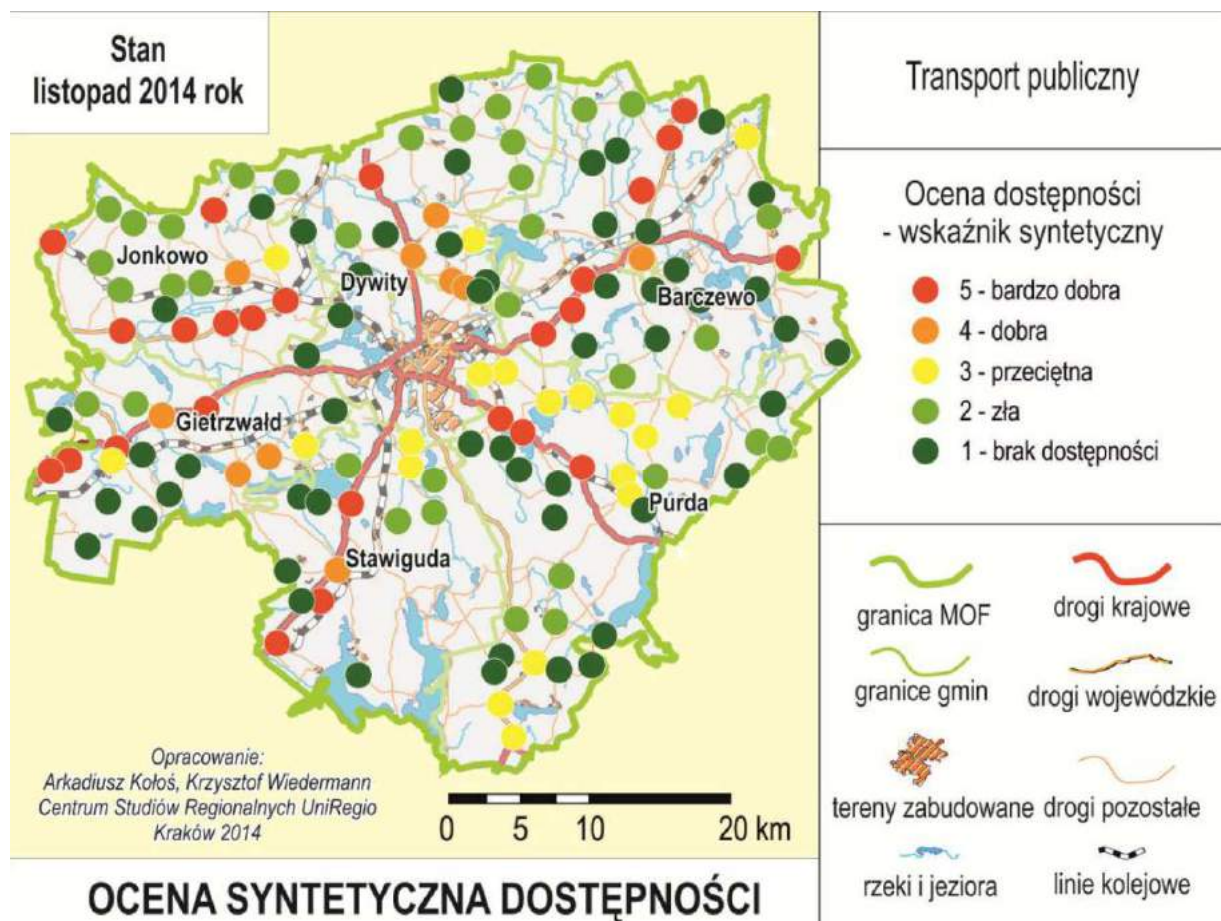 Stan
listopad 2014 rok
Transport publiczny
Ocena dostępności
- wskaźnik syntetyczny
5 - bardzo dobra
4 - dobra
3 - przeciętna
2 - zła
1 - brak dostępności
Jonkowo
Dywity
Barczewo
Gietrzwałd
Purda
Stawiguda
granica MOF
drogi krajowe
granice gmin
drogi wojewódzkie
tereny zabudowane
drogi pozostałe
rzeki i jeziora
linie kolejowe
Opracowanie:
Arkadiusz Kołoś, Krzysztof Wiedermann
Centrum Studiów Regionalnych UniRegio
Kraków 2014
0 5 10 20 km
OCENA SYNTETYCZNA DOSTĘPNOŚCI